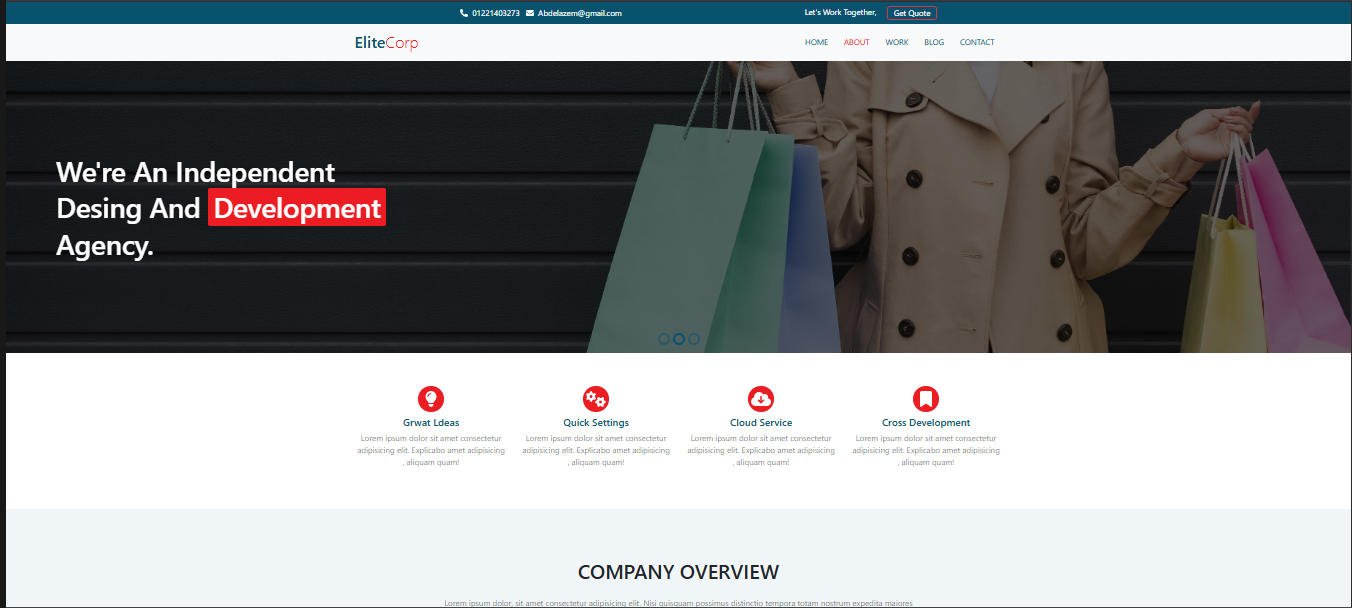 01221403273 Abdelazem@gmail.com Let's Work Together, Get Quote
EliteCorp HOME ABOUT WORK BLOG CONTACT
We're An Independent
Desing And Development
Agency.
Grwat Ldeas
Lorem ipsum dolor sit amet consectetur
adipisicing elit. Explicabo amet adipisicing
, aliquam quam!
Quick Settings
Lorem ipsum dolor sit amet consectetur
adipisicing elit. Explicabo amet adipisicing
, aliquam quam!
Cloud Service
Lorem ipsum dolor sit amet consectetur
adipisicing elit. Explicabo amet adipisicing
, aliquam quam!
Cross Development
Lorem ipsum dolor sit amet consectetur
adipisicing elit. Explicabo amet adipisicing
, aliquam quam!
COMPANY OVERVIEW
Lorem ipsum dolor, sit amet consectetur adipisicing elit. Nisi quisquam possimus distinctio tempora totam nostrum expedita maiores